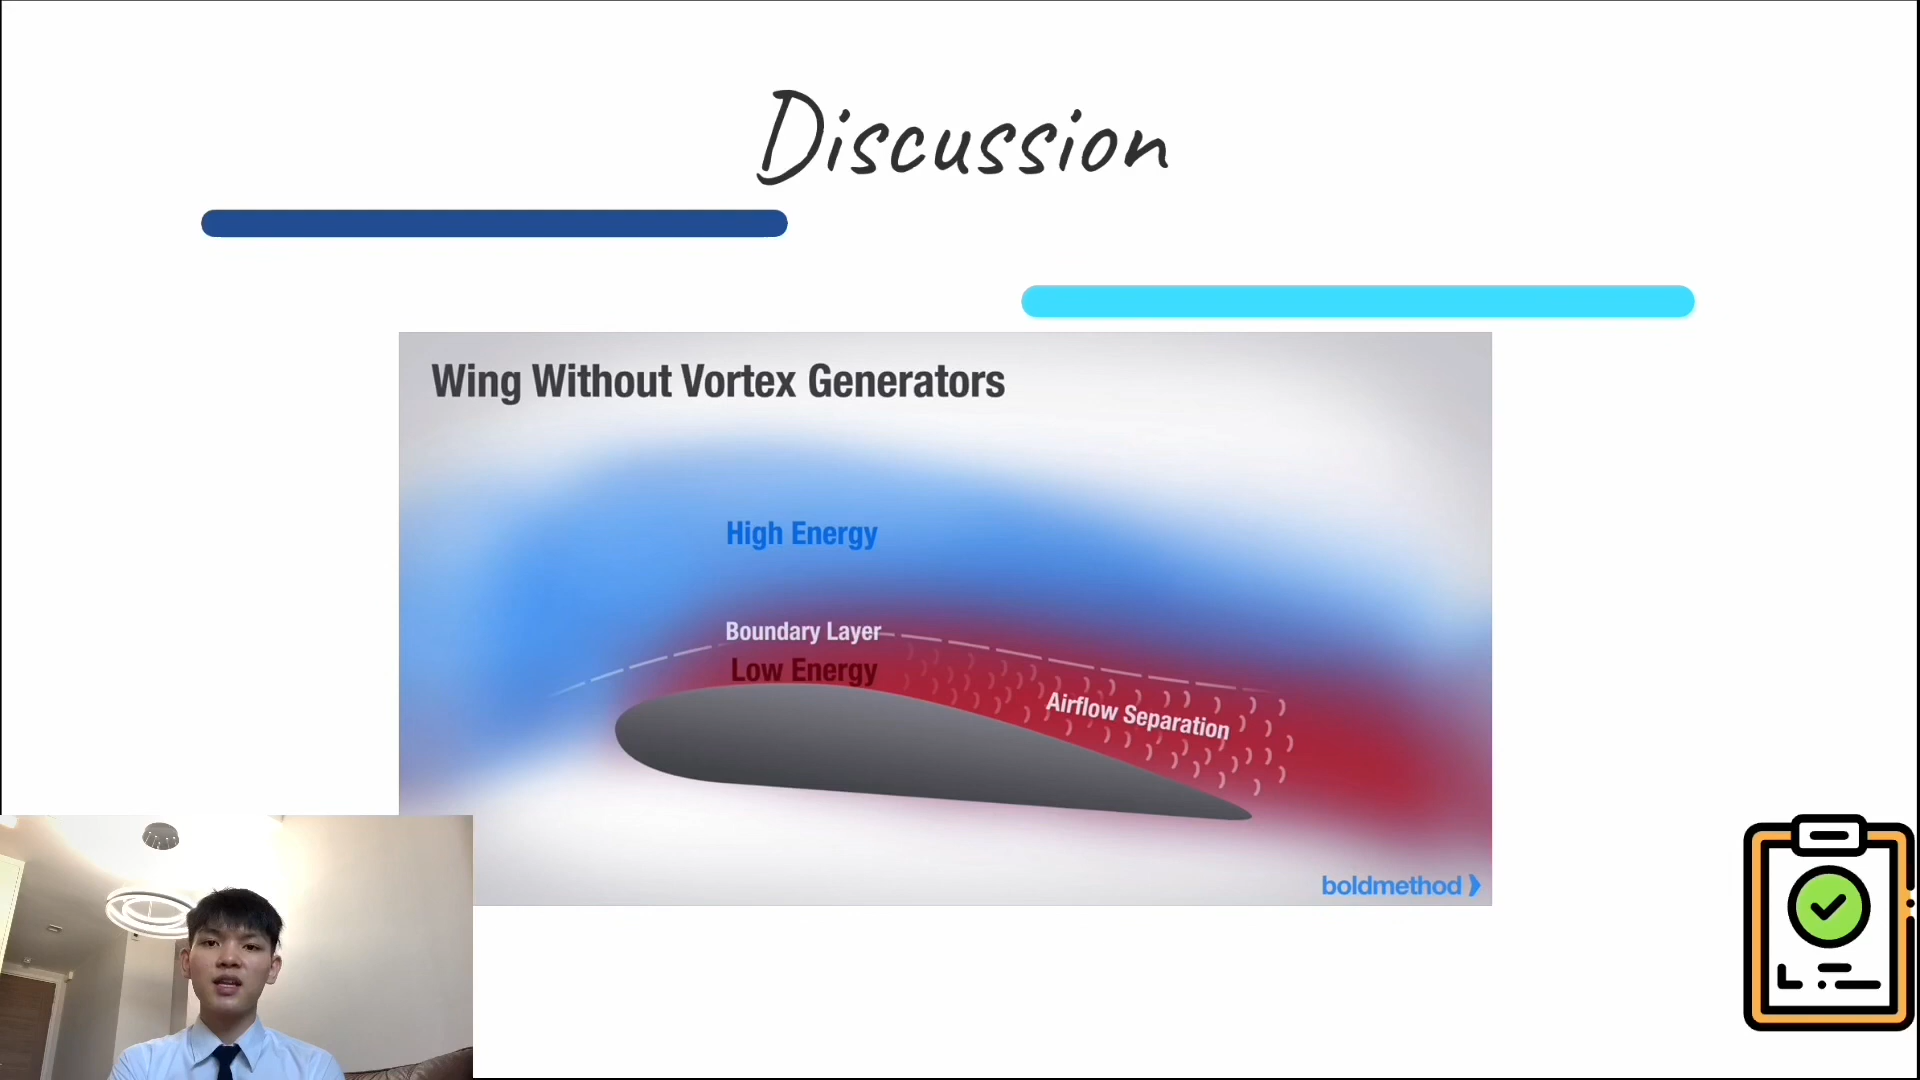 Discussion
Wing Without Vortex Generators
High Energy
Boundary Layer
Low Energy
Airflow Separation
boldmethod